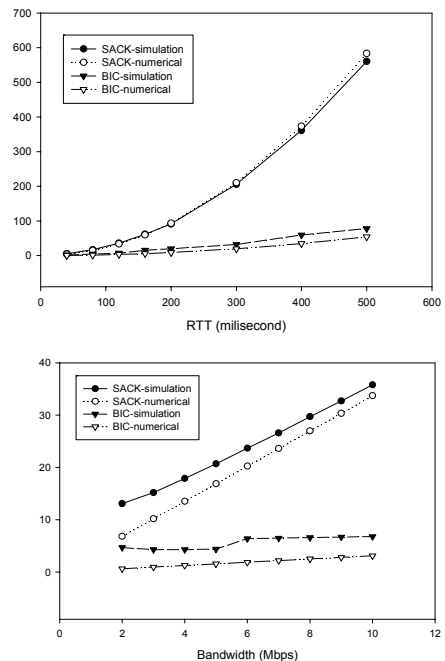 700
600
500
400
300
200
100
0
SACK-simulation
SACK-numerical
BIC-simulation
BIC-numerical
0 100 200 300 400 500 600
RTT (milisecond)
40
30
20
10
0
SACK-simulation
SACK-numerical
BIC-simulation
BIC-numerical
0 2 4 6 8 10 12
Bandwidth (Mbps)